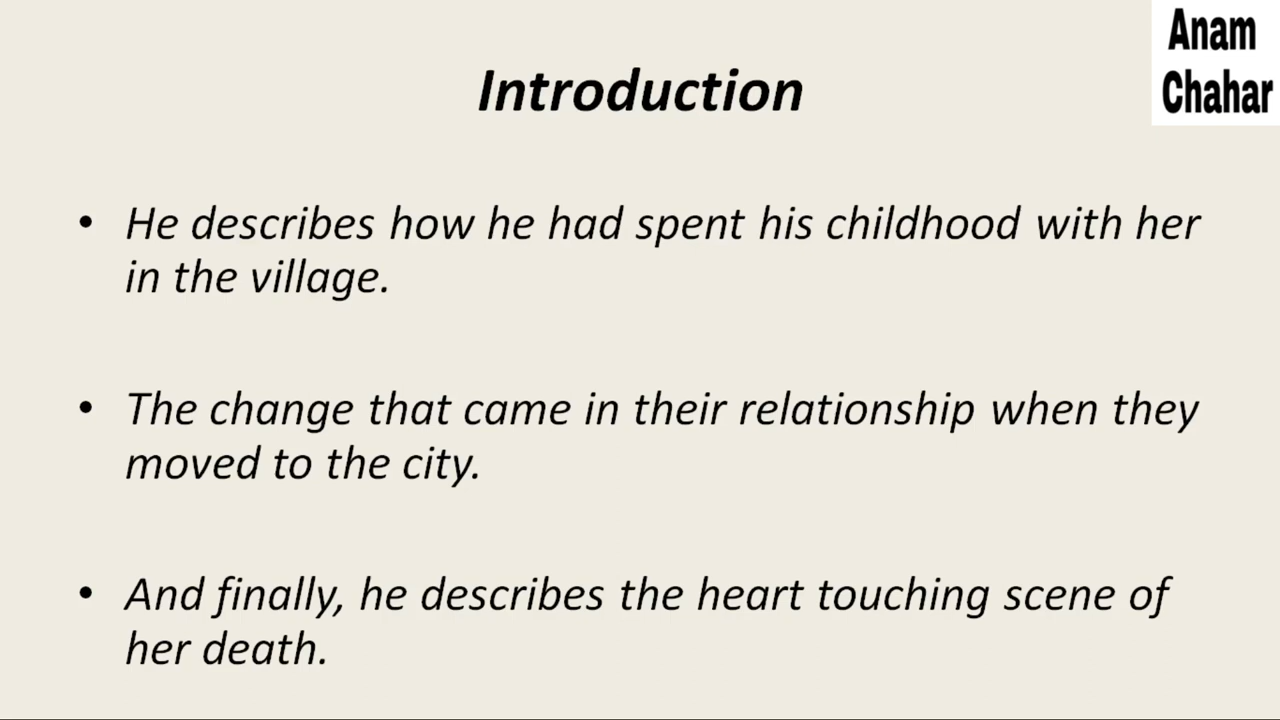 Anam
Chahar
Introduction
• He describes how he had spent his childhood with her
in the village.
• The change that came in their relationship when they
moved to the city.
• And finally, he describes the heart touching scene of
her death.